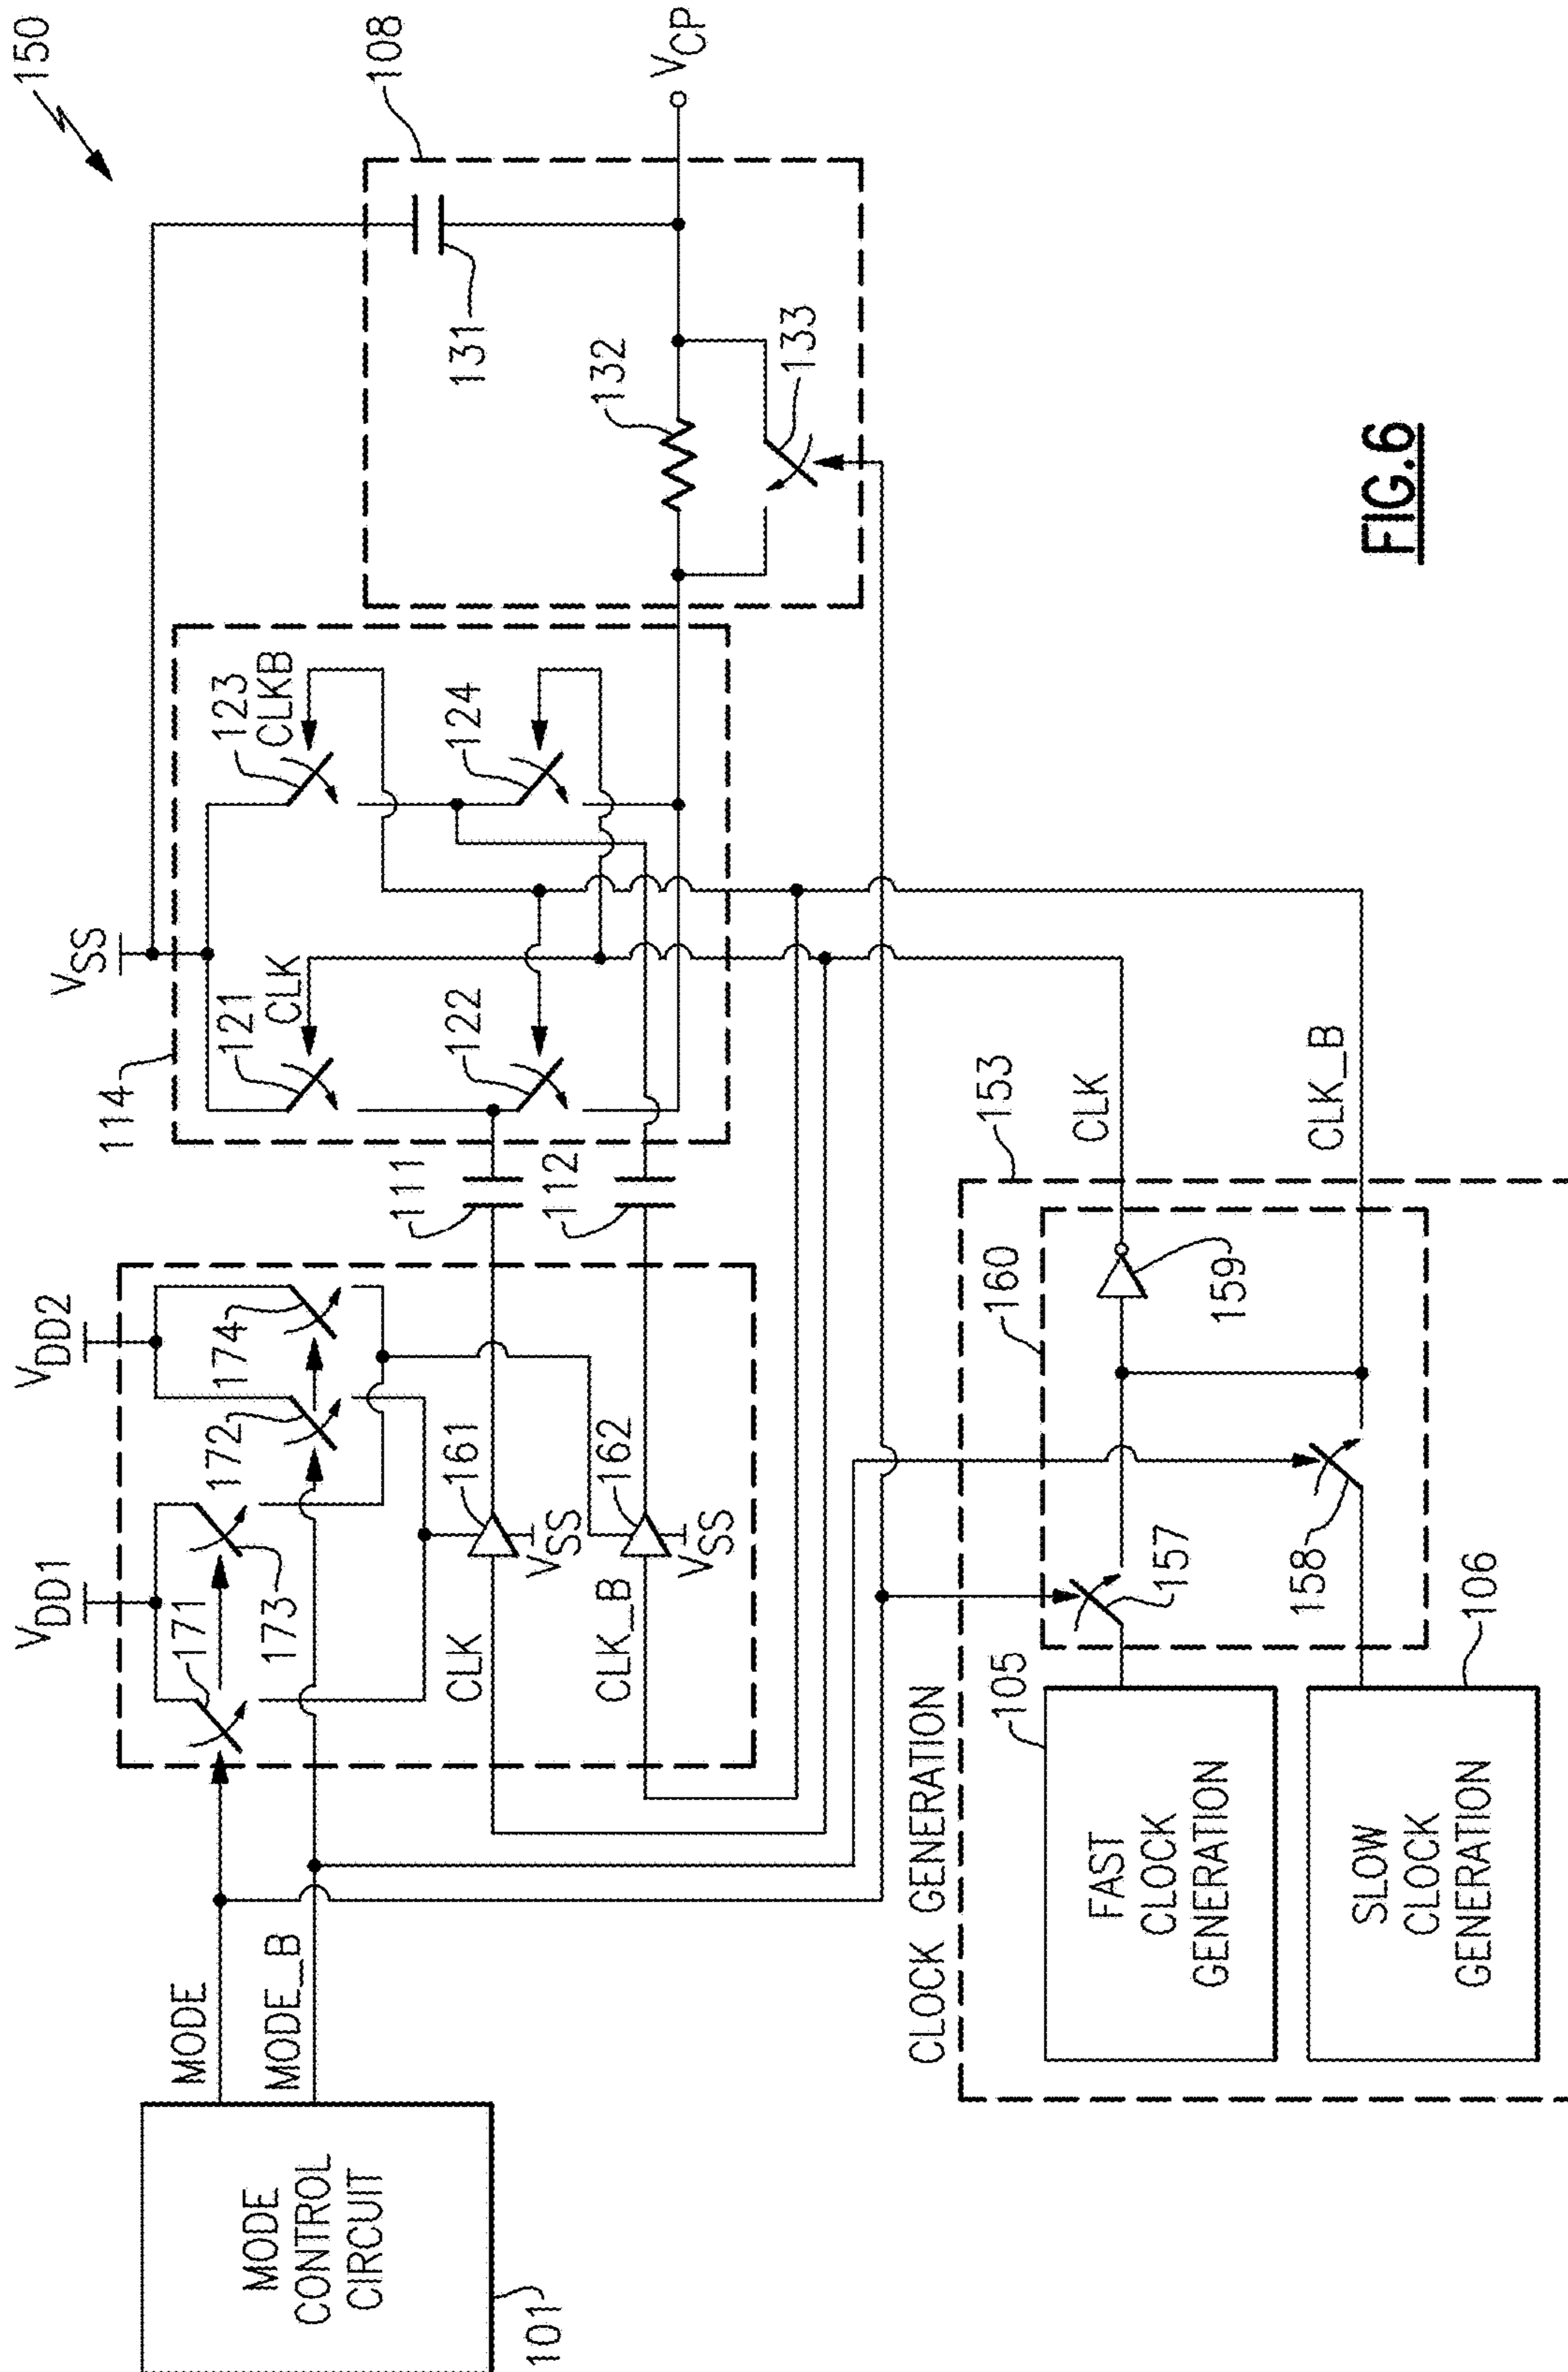 150
MODE
CONTROL
CIRCUIT
101
MODE
MODE_B
VDD1
VDD2
171
173
172
174
CLK
161
VSS
CLK_B
162
VSS
111
112
114
VSS
121
CLK
122
123
CLKB
124
108
131
132
133
VCP
CLOCK GENERATION
153
105
FAST
CLOCK
GENERATION
SLOW
CLOCK
GENERATION
106
157
158
160
159
CLK
CLK_B
FIG.6